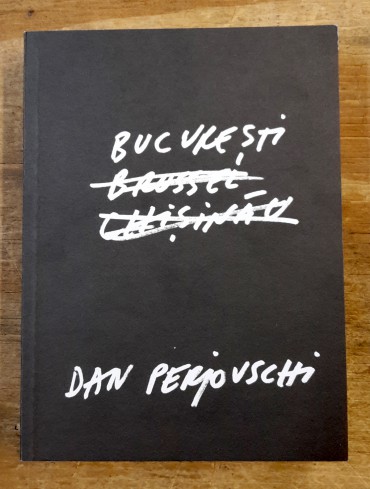 BUCUREȘTI
BRUSSEL
CHIȘINĂU
DAN PERJOVSCHI